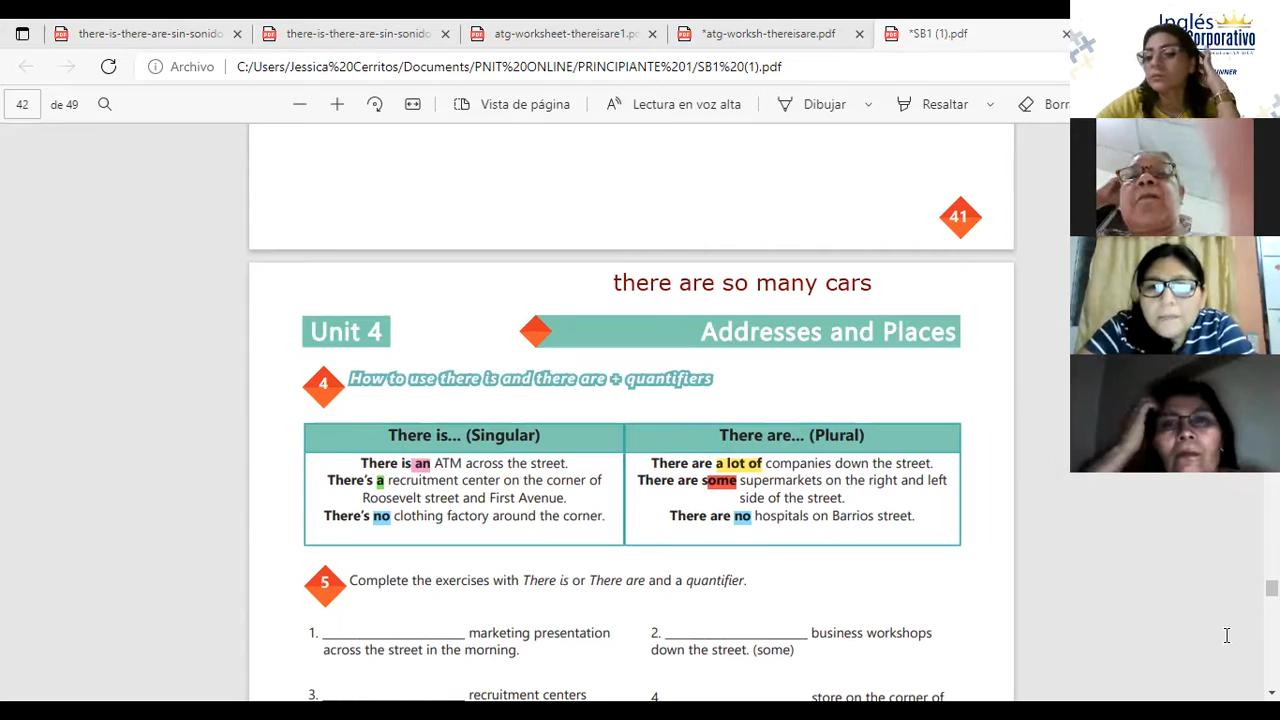 there-is-there-are-sin-sonido
there-is-there-are-sin-sonido
atg-worksheet-thereisare1.p
*atg-worksh-thereisare.pdf
*SB1 (1).pdf
Archivo
C:/Users/Jessica%20Cerritos/Documents/PNIT%20ONLINE/PRINCIPIANTE%201/SB1%20(1).pdf
42 de 49
Vista de página
Lectura en voz alta
Dibujar
Resaltar
Borr
Inglés
Corporativo
41
there are so many cars
Unit 4
Addresses and Places
4 How to use there is and there are + quantifiers
There is... (Singular)
There is an ATM across the street.
There's a recruitment center on the corner of
Roosevelt street and First Avenue.
There's no clothing factory around the corner.
There are... (Plural)
There are a lot of companies down the street.
There are some supermarkets on the right and left
side of the street.
There are no hospitals on Barrios street.
5 Complete the exercises with There is or There are and a quantifier.
1. ____________________ marketing presentation
across the street in the morning.
2. ____________________ business workshops
down the street. (some)
3. ____________________ recruitment centers
4 ____________________ store on the corner of